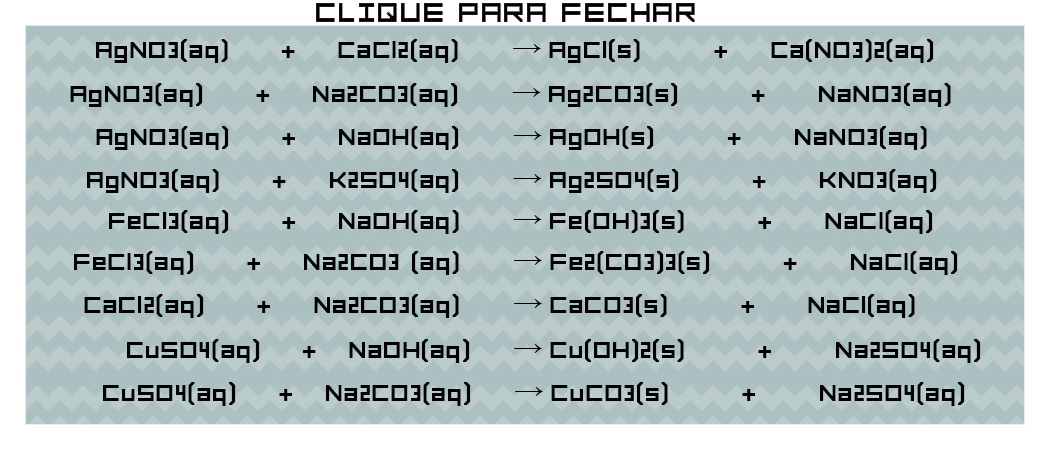 CLIQUE PARA FECHAR
AgNO3(aq) + CaCl2(aq) → AgCl(s) + Ca(NO3)2(aq)
AgNO3(aq) + Na2CO3(aq) → Ag2CO3(s) + NaNO3(aq)
AgNO3(aq) + NaOH(aq) → AgOH(s) + NaNO3(aq)
AgNO3(aq) + K2SO4(aq) → Ag2SO4(s) + KNO3(aq)
FeCl3(aq) + NaOH(aq) → Fe(OH)3(s) + NaCl(aq)
FeCl3(aq) + Na2CO3 (aq) → Fe2(CO3)3(s) + NaCl(aq)
CaCl2(aq) + Na2CO3(aq) → CaCO3(s) + NaCl(aq)
CuSO4(aq) + NaOH(aq) → Cu(OH)2(s) + Na2SO4(aq)
CuSO4(aq) + Na2CO3(aq) → CuCO3(s) + Na2SO4(aq)